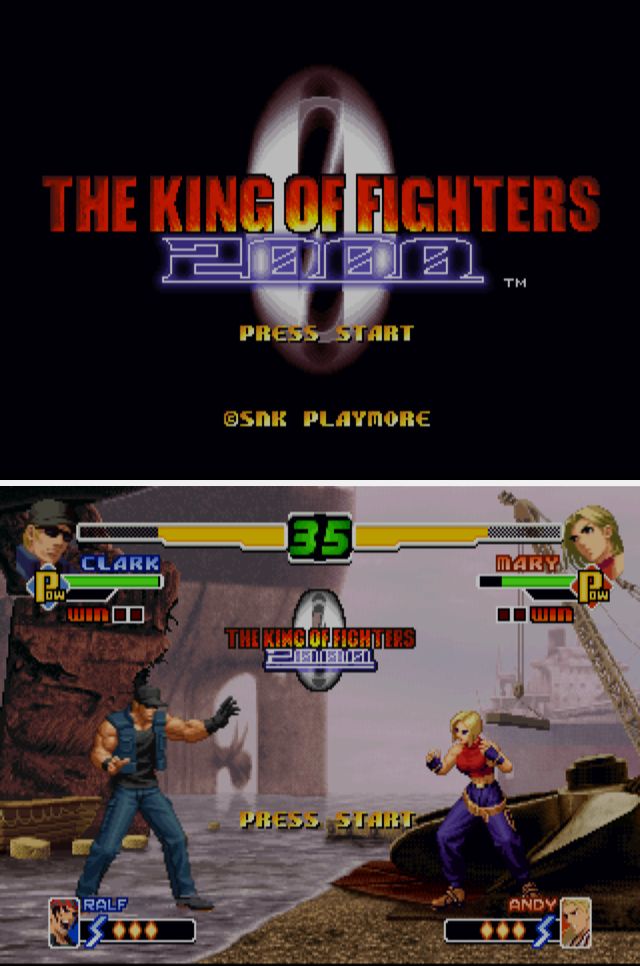 THE KING OF FIGHTERS
2000
TM
PRESS START
©SNK PLAYMORE
35
CLARK
MARY
POW
POW
WIN
WIN
THE KING OF FIGHTERS
2000
PRESS START
RALF
ANDY